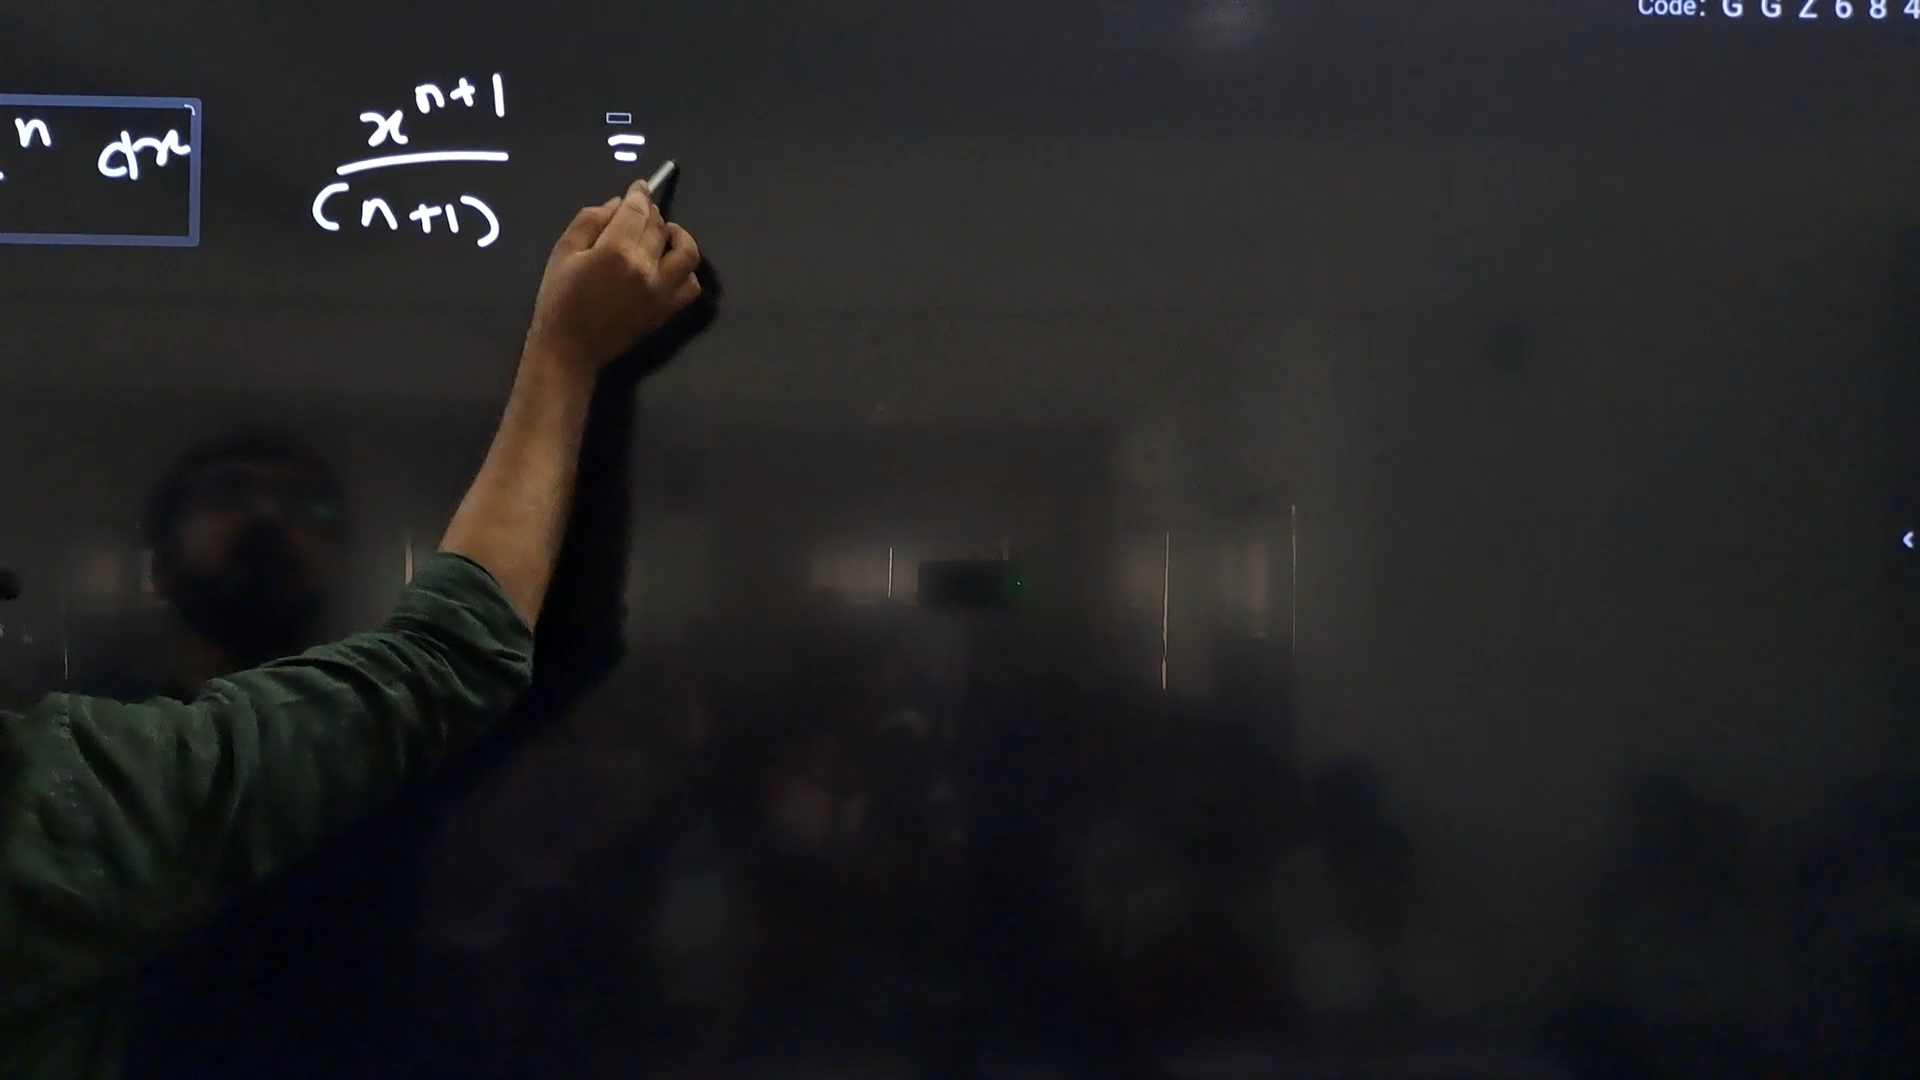 Code: G G Z 6 8 4
n dx x^{n+1} =
(n+1)